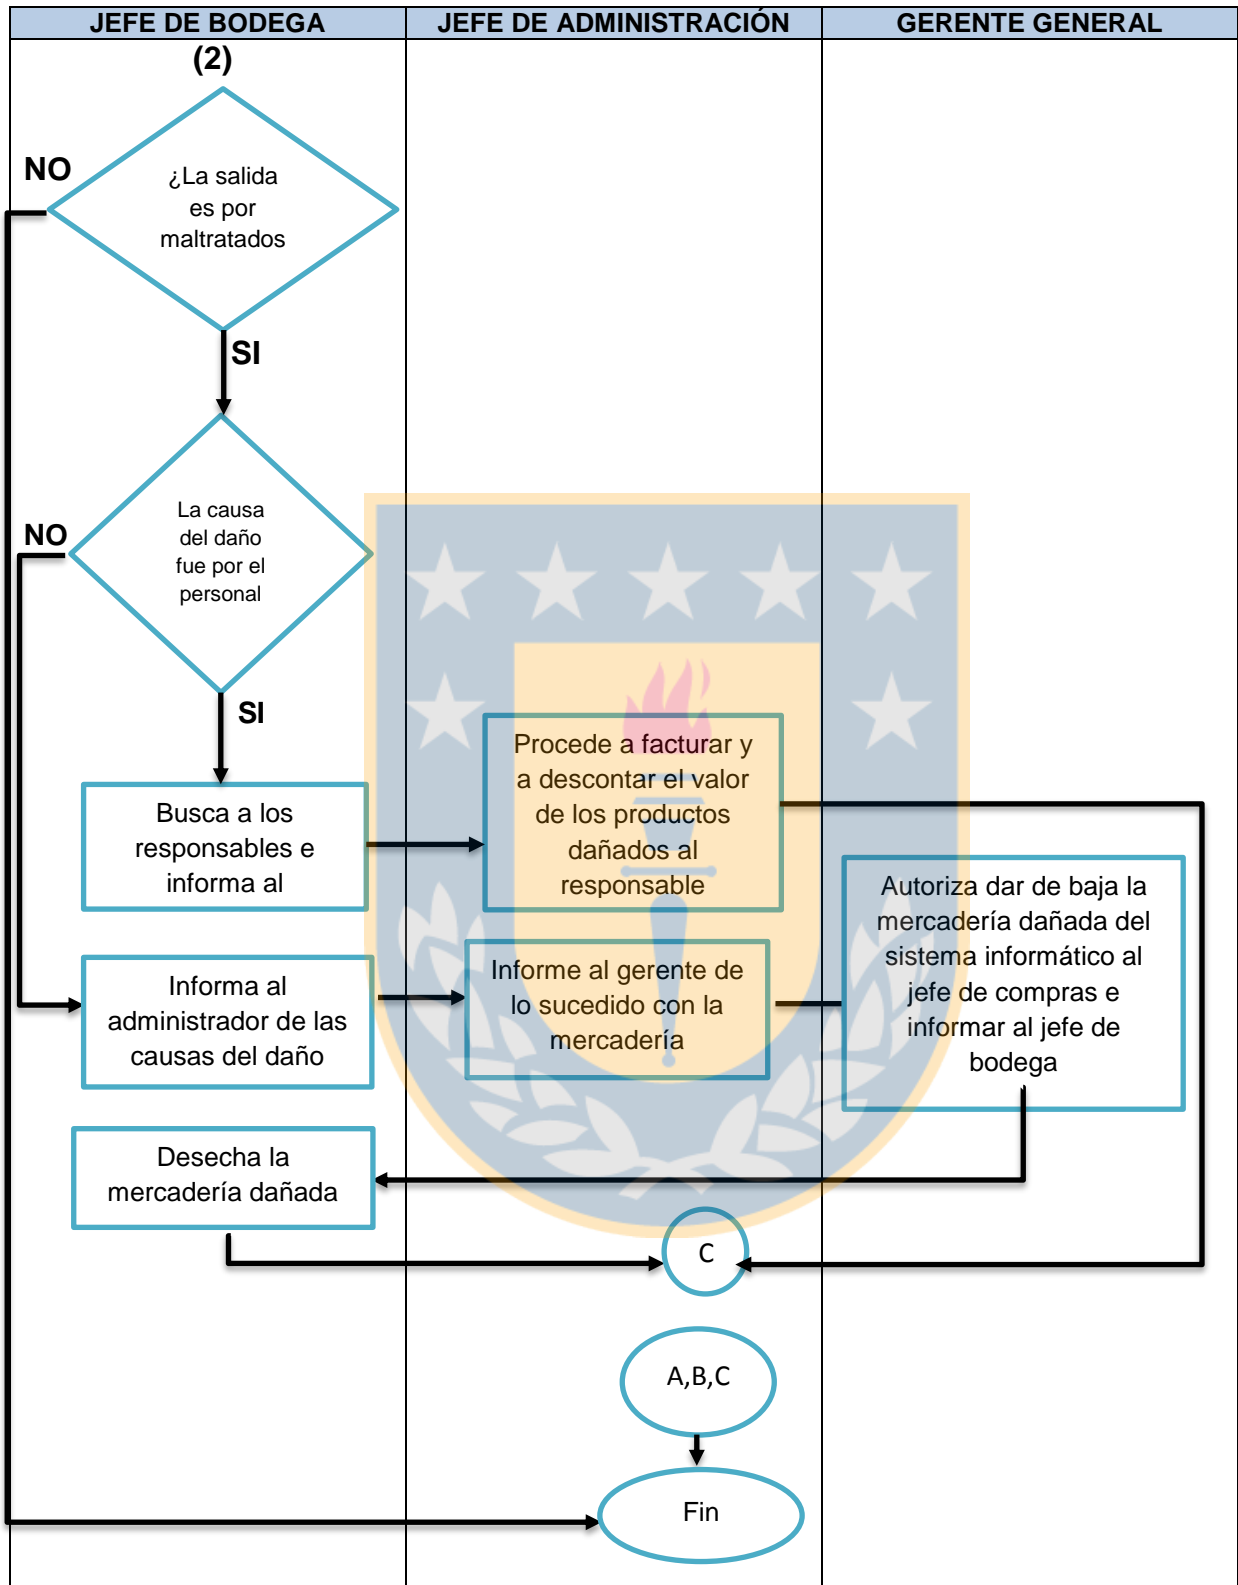 JEFE DE BODEGA
JEFE DE ADMINISTRACIÓN
GERENTE GENERAL
(2)
NO
¿La salida
es por
maltratados
SI
NO
La causa
del daño
fue por el
personal
SI
Busca a los
responsables e
informa al
Procede a facturar y
a descontar el valor
de los productos
dañados al
responsable
Autoriza dar de baja la
mercadería dañada del
sistema informático al
jefe de compras e
informar al jefe de
bodega
Informa al
administrador de las
causas del daño
Informe al gerente de
lo sucedido con la
mercadería
Desecha la
mercadería dañada
C
A,B,C
Fin